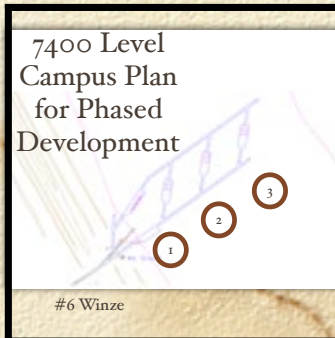 7400 Level
Campus Plan
for Phased
Development
3
2
1
#6 Winze